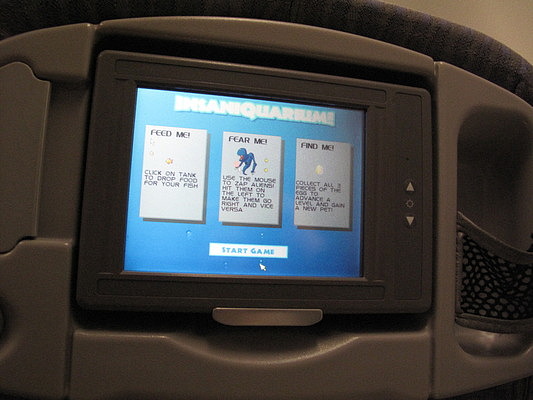 INSANIQUARIUM!
FEED ME!
CLICK ON TANK
TO DROP FOOD
FOR YOUR FISH
FEAR ME!
USE THE MOUSE
TO ZAP ALIENS!
HIT THEM ON
THE LEFT TO
MAKE THEM GO
RIGHT AND VICE
VERSA
FIND ME!
COLLECT ALL 3
PIECES OF THE
EGG TO
ADVANCE A
LEVEL AND GAIN
A NEW PET!
START GAME